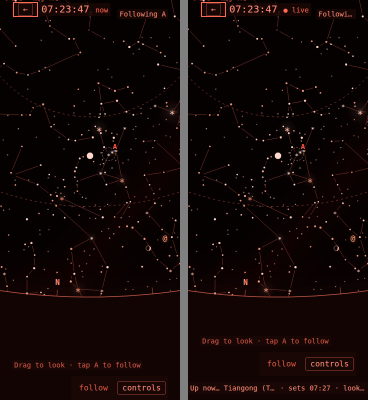 ← 07:23:47 now Following A
A
@
N
Drag to look · tap A to follow
follow controls
← 07:23:47 ● live Followi…
A
@
N
Drag to look · tap A to follow
follow controls
Up now… Tiangong (T… · sets 07:27 · look…